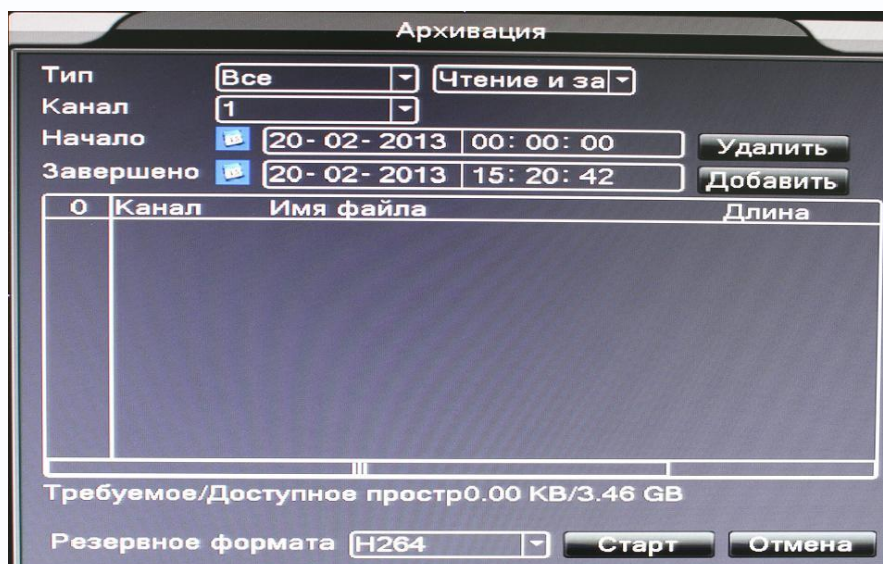 Архивация
Тип Все Чтение и за
Канал 1
Начало 20-02-2013 00:00:00 Удалить
Завершено 20-02-2013 15:20:42 Добавить
0 Канал Имя файла Длина
Требуемое/Доступное простр0.00 KB/3.46 GB
Резервное формата H264 Старт Отмена